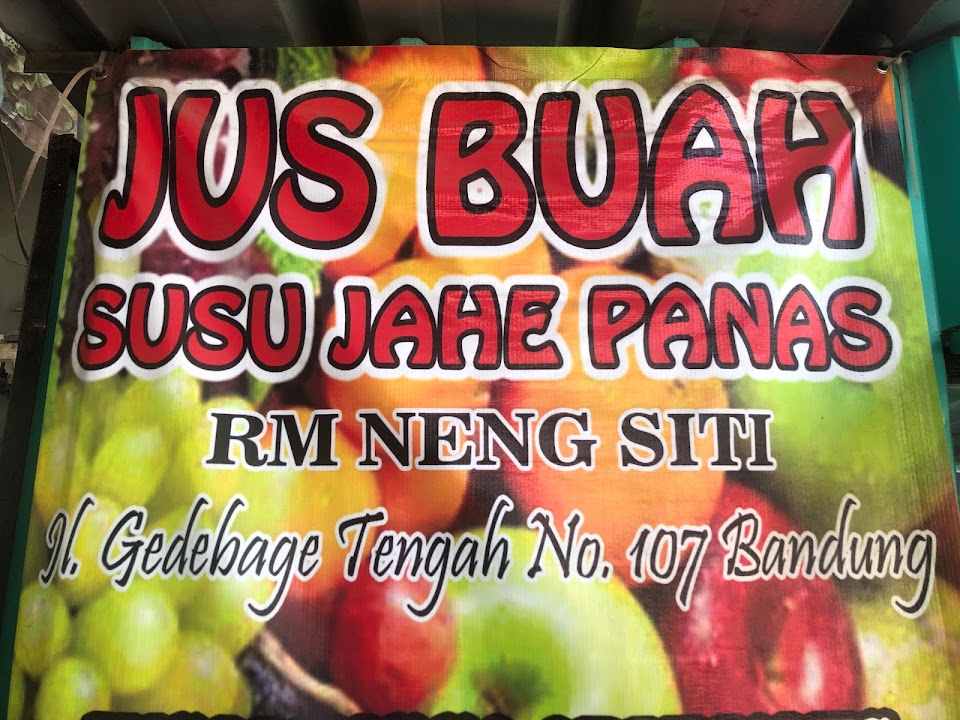 JUS BUAH
SUSU JAHE PANAS
RM NENG SITI
Jl. Gedebage Tengah No. 107 Bandung